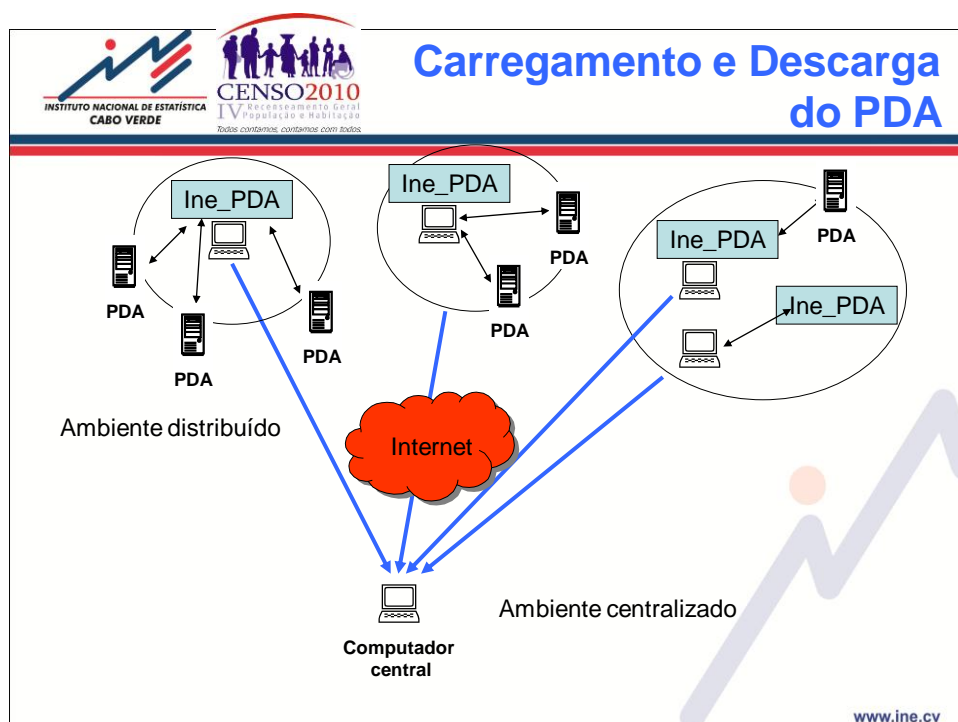 INSTITUTO NACIONAL DE ESTATÍSTICA
CABO VERDE
CENSO2010
IV Recenseamento Geral
População e Habitação
Todos contamos, contamos com todos.
Carregamento e Descarga
do PDA
Ine_PDA
PDA
PDA
PDA
Ine_PDA
PDA
PDA
PDA
Ine_PDA
Ine_PDA
Ambiente distribuído
Internet
Ambiente centralizado
Computador
central
www.ine.cv